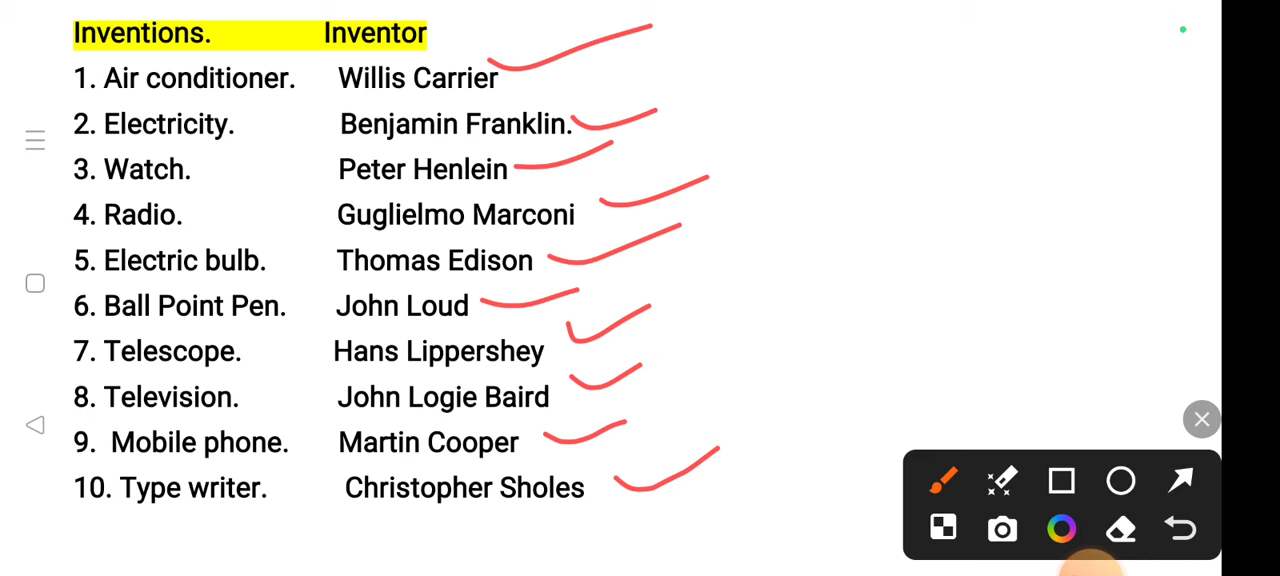 Inventions. Inventor
1. Air conditioner. Willis Carrier
2. Electricity. Benjamin Franklin.
3. Watch. Peter Henlein
4. Radio. Guglielmo Marconi
5. Electric bulb. Thomas Edison
6. Ball Point Pen. John Loud
7. Telescope. Hans Lippershey
8. Television. John Logie Baird
9. Mobile phone. Martin Cooper
10. Type writer. Christopher Sholes